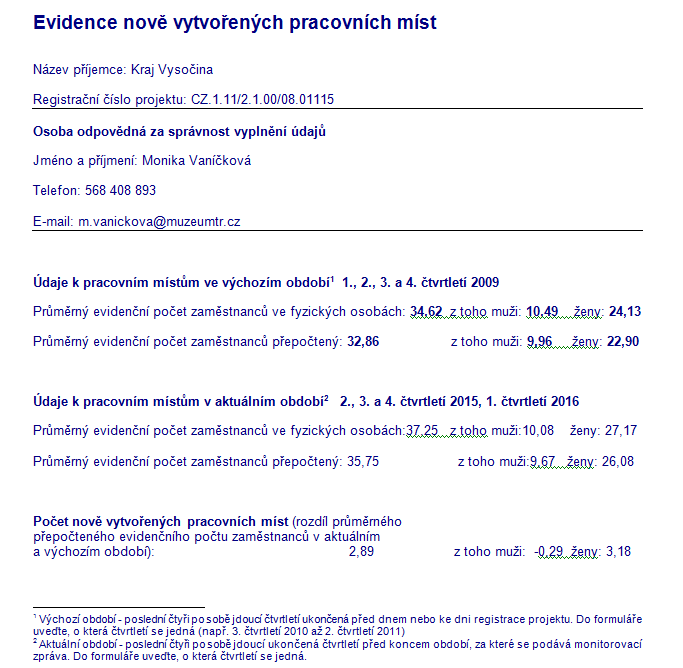 Evidence nově vytvořených pracovních míst
Název příjemce: Kraj Vysočina
Registrační číslo projektu: CZ.1.11/2.1.00/08.01115
Osoba odpovědná za správnost vyplnění údajů
Jméno a příjmení: Monika Vaníčková
Telefon: 568 408 893
E-mail: m.vanickova@muzeumtr.cz
Údaje k pracovním místům ve výchozím období¹ 1., 2., 3. a 4. čtvrtletí 2009
Průměrný evidenční počet zaměstnanců ve fyzických osobách: 34,62 z toho muži: 10,49 ženy: 24,13
Průměrný evidenční počet zaměstnanců přepočtený: 32,86 z toho muži: 9,96 ženy: 22,90
Údaje k pracovním místům v aktuálním období² 2., 3. a 4. čtvrtletí 2015, 1. čtvrtletí 2016
Průměrný evidenční počet zaměstnanců ve fyzických osobách:37,25 z toho muži:10,08 ženy: 27,17
Průměrný evidenční počet zaměstnanců přepočtený: 35,75 z toho muži:9,67 ženy: 26,08
Počet nově vytvořených pracovních míst (rozdíl průměrného
přepočteného evidenčního počtu zaměstnanců v aktuálním
a výchozím období): 2,89 z toho muži: -0,29 ženy: 3,18
¹ Výchozí období - poslední čtyři po sobě jdoucí čtvrtletí ukončená před dnem nebo ke dni registrace projektu. Do formuláře
uveďte, o která čtvrtletí se jedná (např. 3. čtvrtletí 2010 až 2. čtvrtletí 2011)
² Aktuální období - poslední čtyři po sobě jdoucí ukončená čtvrtletí před koncem období, za které se podává monitorovací
zpráva. Do formuláře uveďte, o která čtvrtletí se jedná.